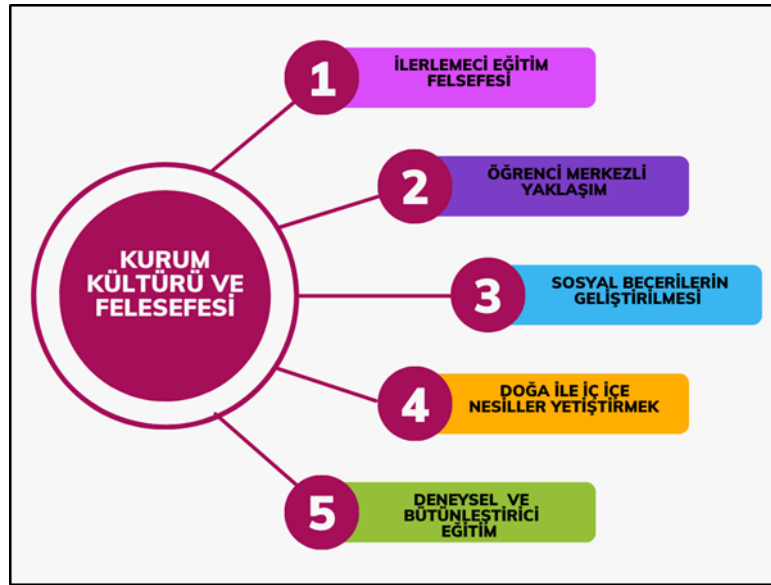 KURUM
KÜLTÜRÜ VE
FELESEFESİ
1
İLERLEMECİ EĞİTİM
FELSEFESİ
2
ÖĞRENCİ MERKEZLİ
YAKLAŞIM
3
SOSYAL BECERİLERİN
GELİŞTİRİLMESİ
4
DOĞA İLE İÇ İÇE
NESİLLER YETİŞTİRMEK
5
DENEYSEL VE
BÜTÜNLEŞTİRİCİ
EĞİTİM